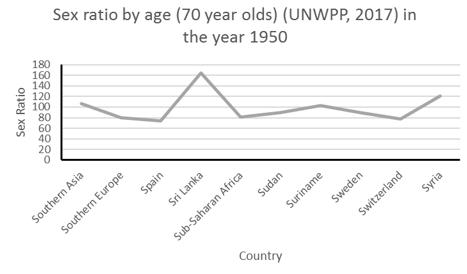 Sex ratio by age (70 year olds) (UNWPP, 2017) in
the year 1950
180
160
140
120
100
80
60
40
20
0
Sex Ratio
Southern Asia
Southern Europe
Spain
Sri Lanka
Sub-Saharan Africa
Sudan
Suriname
Sweden
Switzerland
Syria
Country